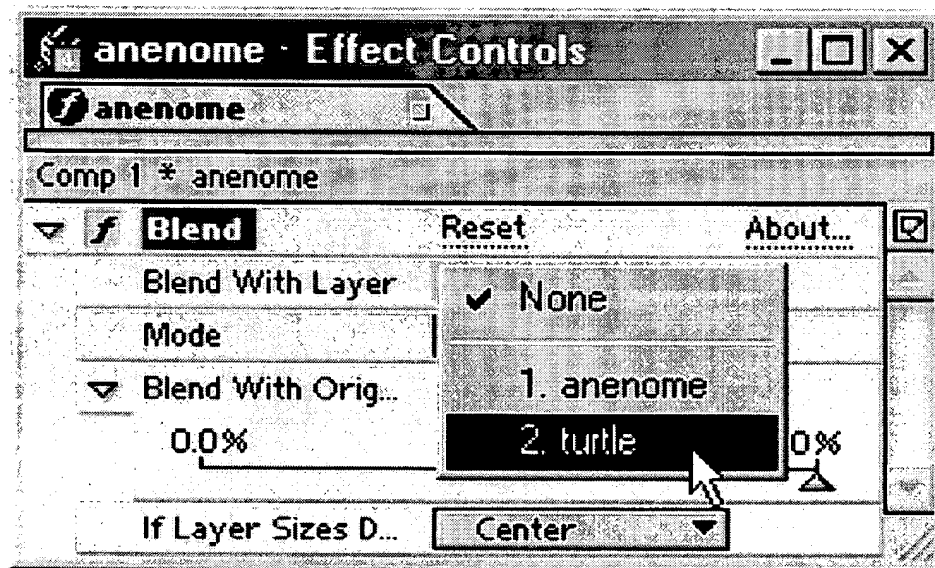 anenome · Effect Controls
anenome
Comp 1 * anenome
Blend Reset About...
Blend With Layer
None
Mode
Blend With Orig...
1. anenome
2. turtle
0.0% 0%
If Layer Sizes D... Center